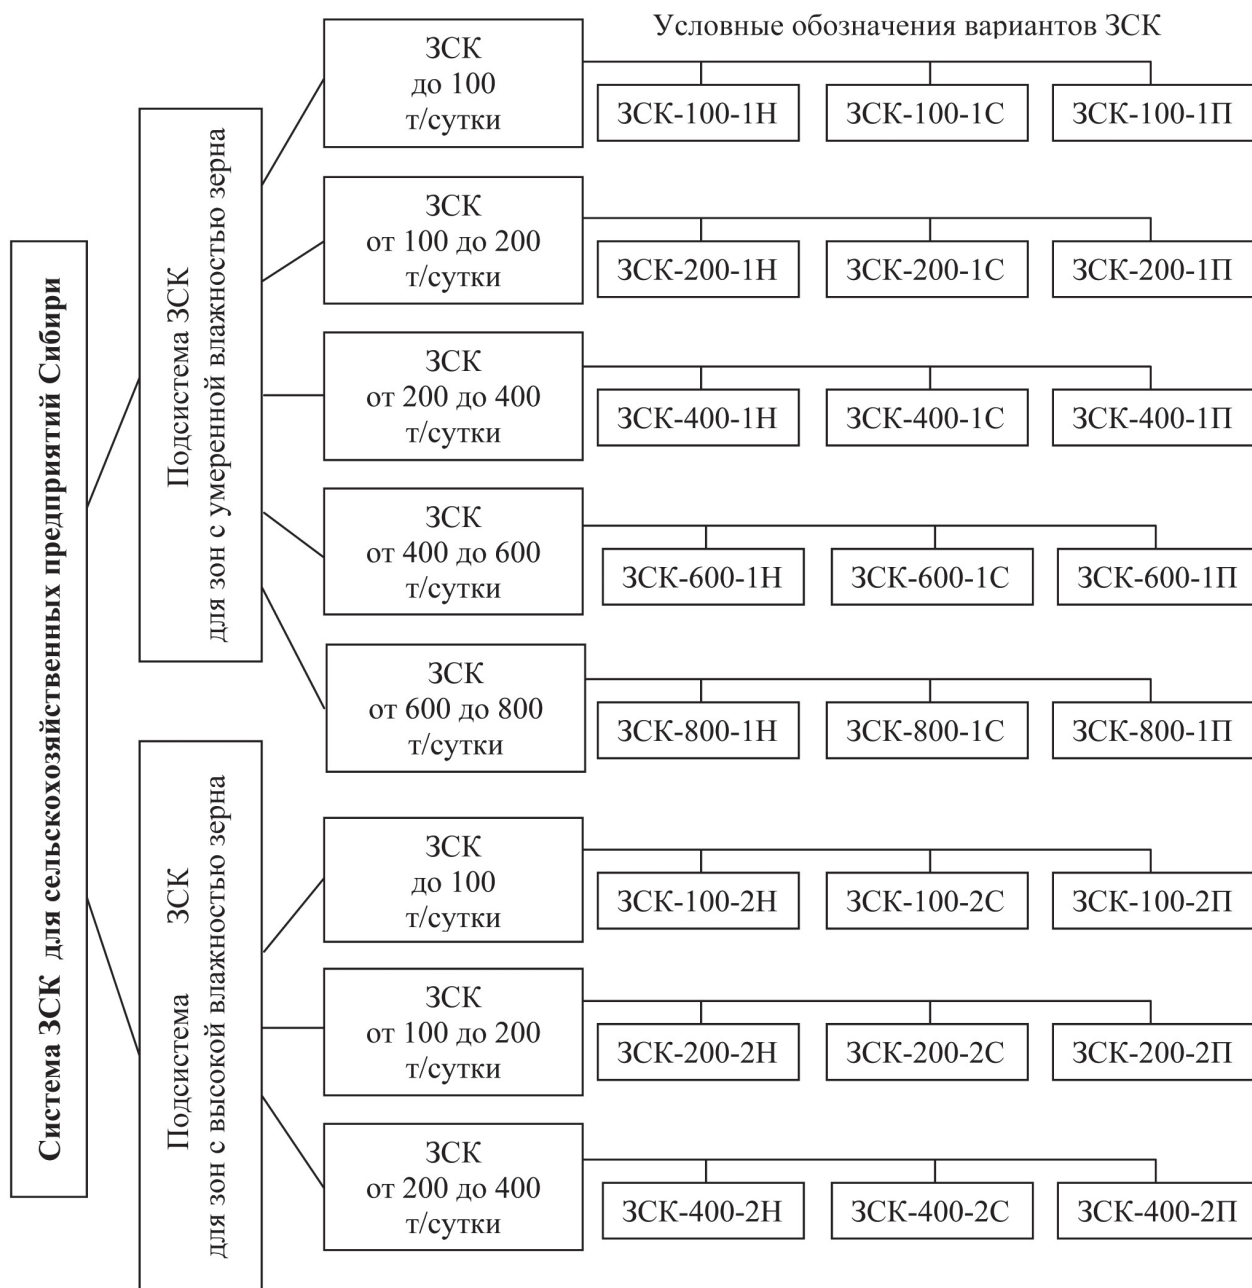 Условные обозначения вариантов ЗСК
Система ЗСК для сельскохозяйственных предприятий Сибири
Подсистема ЗСК
для зон с умеренной влажностью зерна
ЗСК
до 100
т/сутки
ЗСК-100-1Н
ЗСК-100-1С
ЗСК-100-1П
ЗСК
от 100 до 200
т/сутки
ЗСК-200-1Н
ЗСК-200-1С
ЗСК-200-1П
ЗСК
от 200 до 400
т/сутки
ЗСК-400-1Н
ЗСК-400-1С
ЗСК-400-1П
ЗСК
от 400 до 600
т/сутки
ЗСК-600-1Н
ЗСК-600-1С
ЗСК-600-1П
ЗСК
от 600 до 800
т/сутки
ЗСК-800-1Н
ЗСК-800-1С
ЗСК-800-1П
Подсистема ЗСК
для зон с высокой влажностью зерна
ЗСК
до 100
т/сутки
ЗСК-100-2Н
ЗСК-100-2С
ЗСК-100-2П
ЗСК
от 100 до 200
т/сутки
ЗСК-200-2Н
ЗСК-200-2С
ЗСК-200-2П
ЗСК
от 200 до 400
т/сутки
ЗСК-400-2Н
ЗСК-400-2С
ЗСК-400-2П